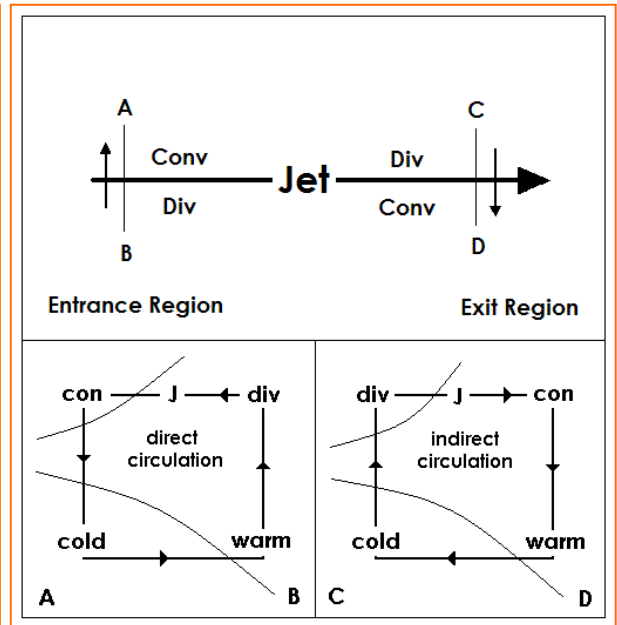 A
C
Conv
Div
Jet
Div
Conv
B
D
Entrance Region
Exit Region
con
J
div
direct
circulation
cold
warm
A
B
div
J
con
indirect
circulation
cold
warm
C
D